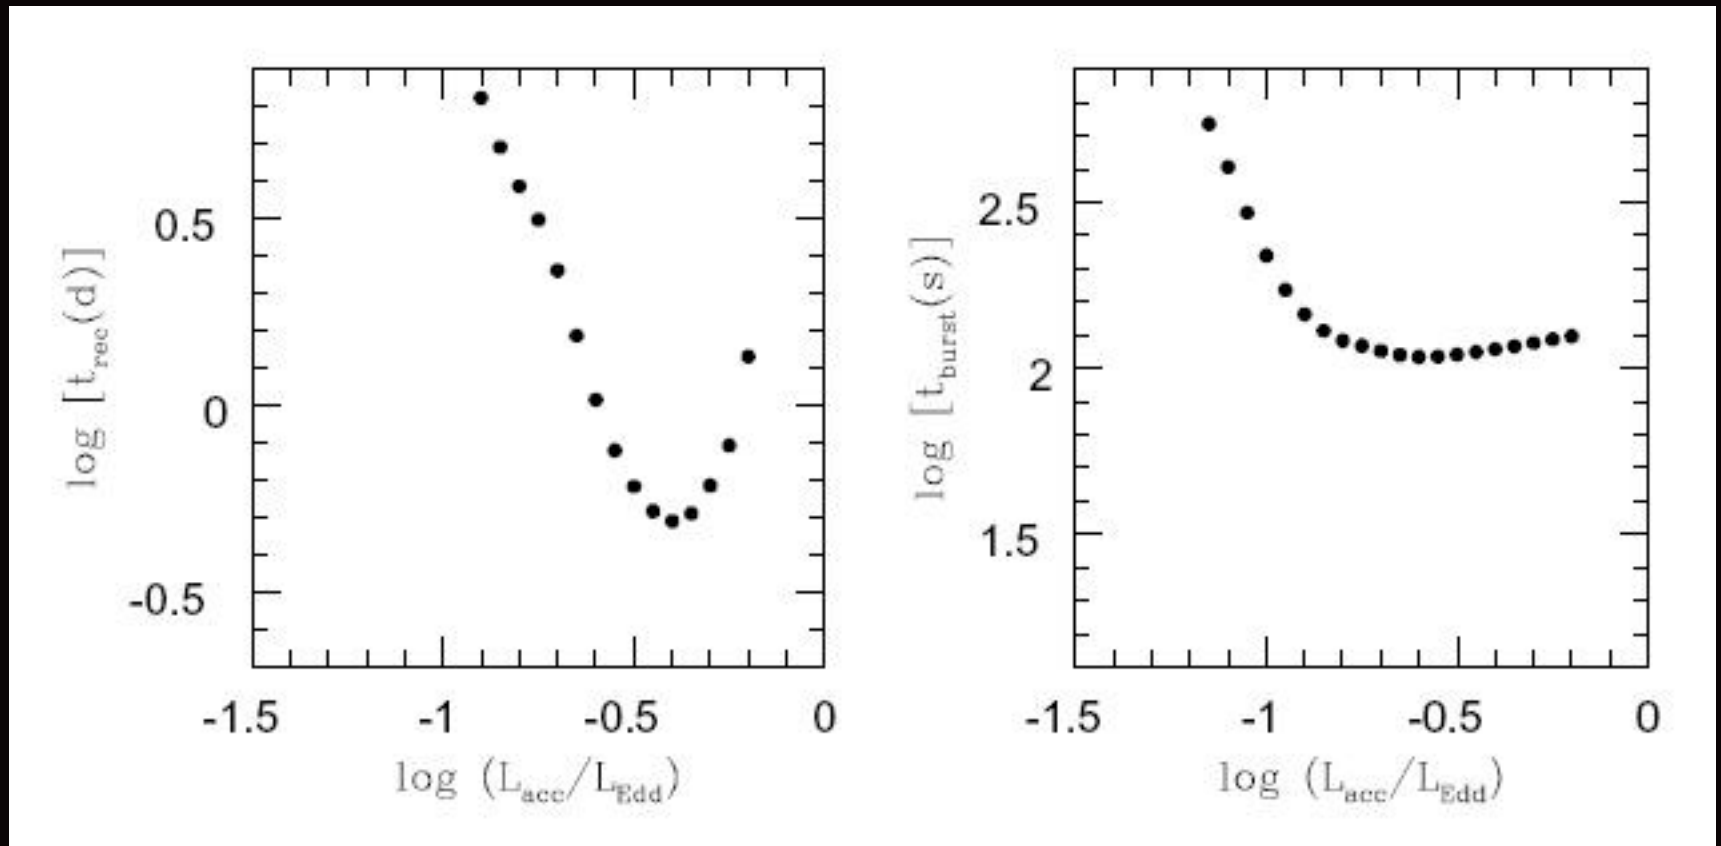 log [t_rec(d)]
0.5
0
-0.5
-1.5 -1 -0.5 0
log (L_acc/L_Edd)
log [t_burst(s)]
2.5
2
1.5
-1.5 -1 -0.5 0
log (L_acc/L_Edd)